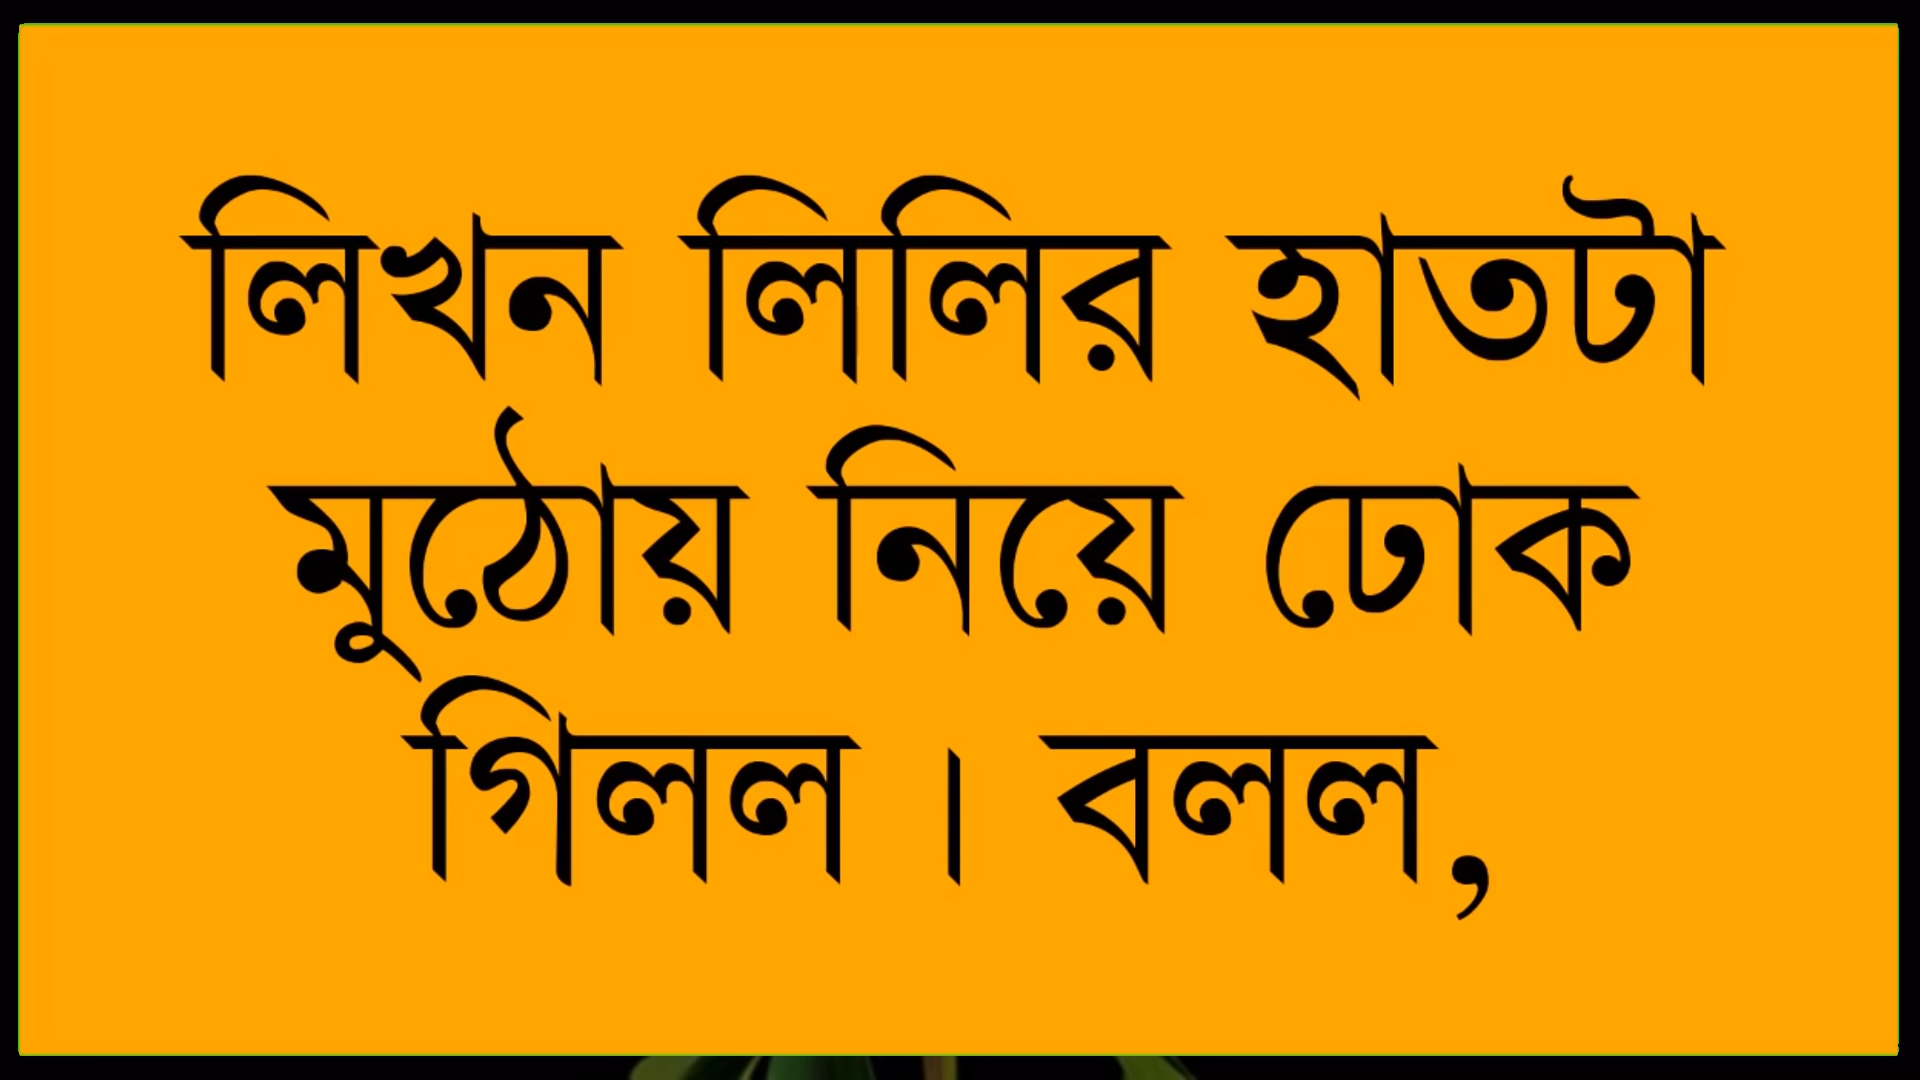 লিখন লিলির হাতটা
মুঠোয় নিয়ে ঢোক
গিলল । বলল,